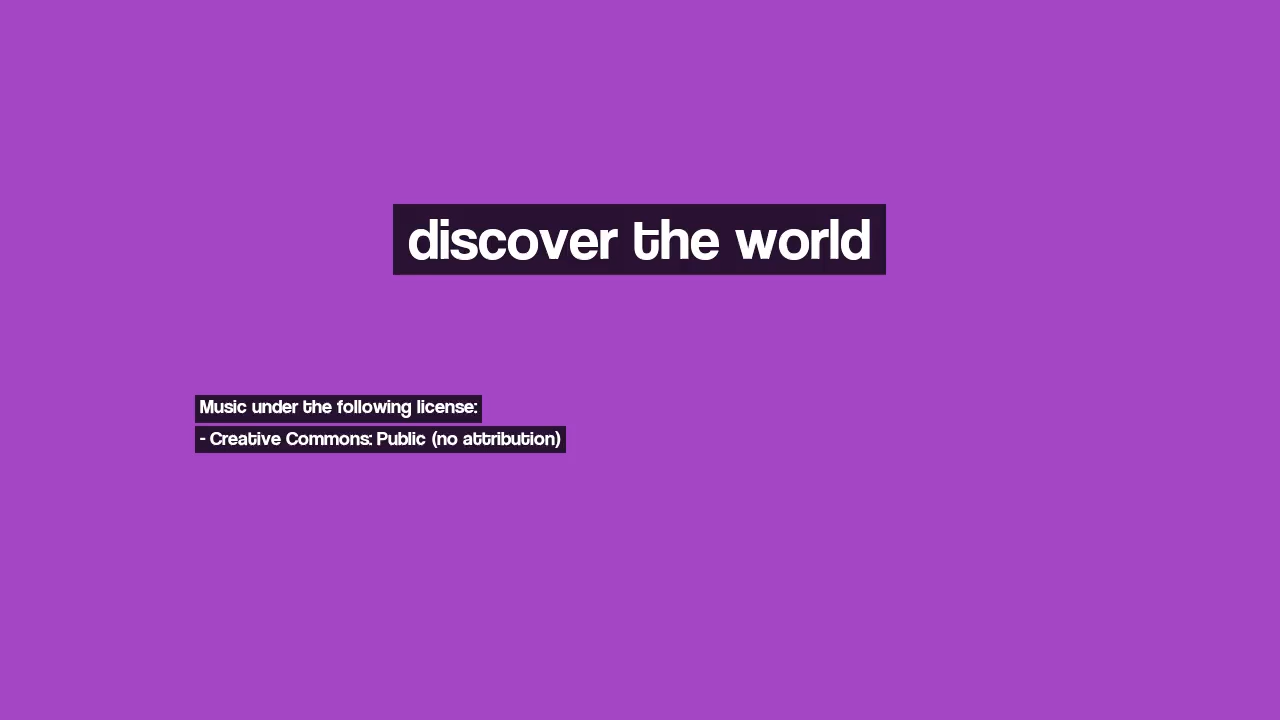 discover the world
Music under the following license:
- Creative Commons: Public (no attribution)